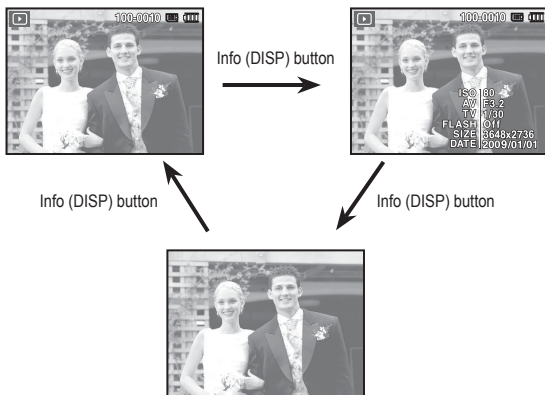 100-0010
Info (DISP) button
100-0010
ISO 80
AV F3.2
TV 1/30
FLASH Off
SIZE 3648x2736
DATE 2009/01/01
Info (DISP) button
Info (DISP) button